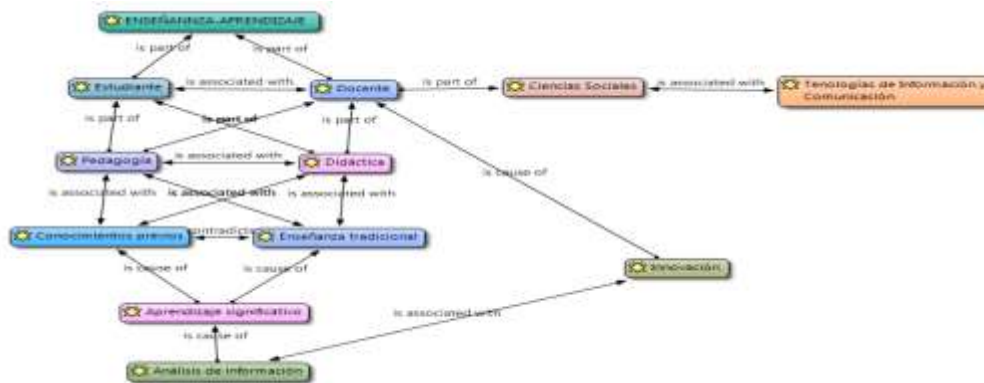 ENSEÑANNZA-APRENDIZAJE
is part of
is part of
Estudiante
is associated with
Docente
is part of
Ciencias Sociales
is associated with
Tenologías de Información y
Comunicación
is part of
is part of
is part of
Pedagogía
is associated with
Didáctica
is cause of
is associated with
is associated with
is associated with
Conocimientos previos
contradicts
Enseñanza tradicional
is cause of
is cause of
Innovación
Aprendizaje significativo
is associated with
is cause of
Análisis de información